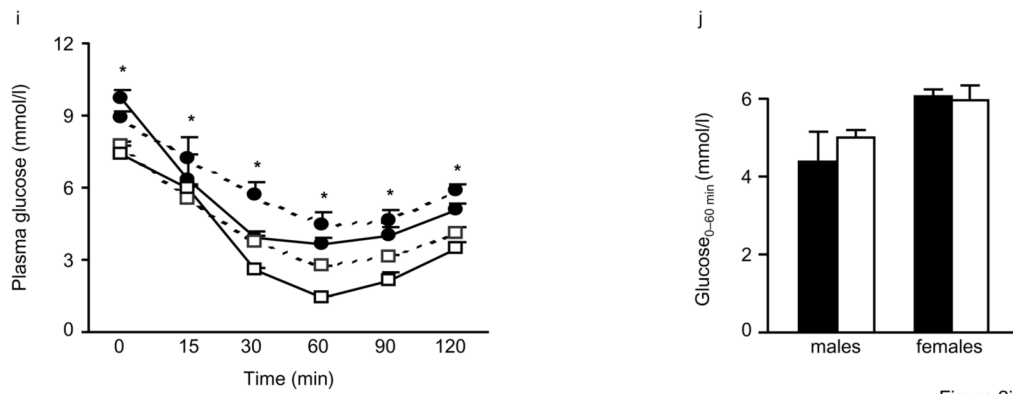 i
12
9
6
3
0
Plasma glucose (mmol/l)
* * * * * *
0 15 30 60 90 120
Time (min)
j
6
4
2
0
Glucose0–60 min (mmol/l)
males females